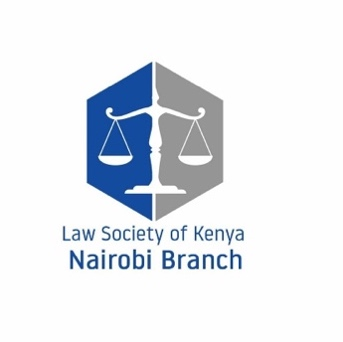 Law Society of Kenya
Nairobi Branch